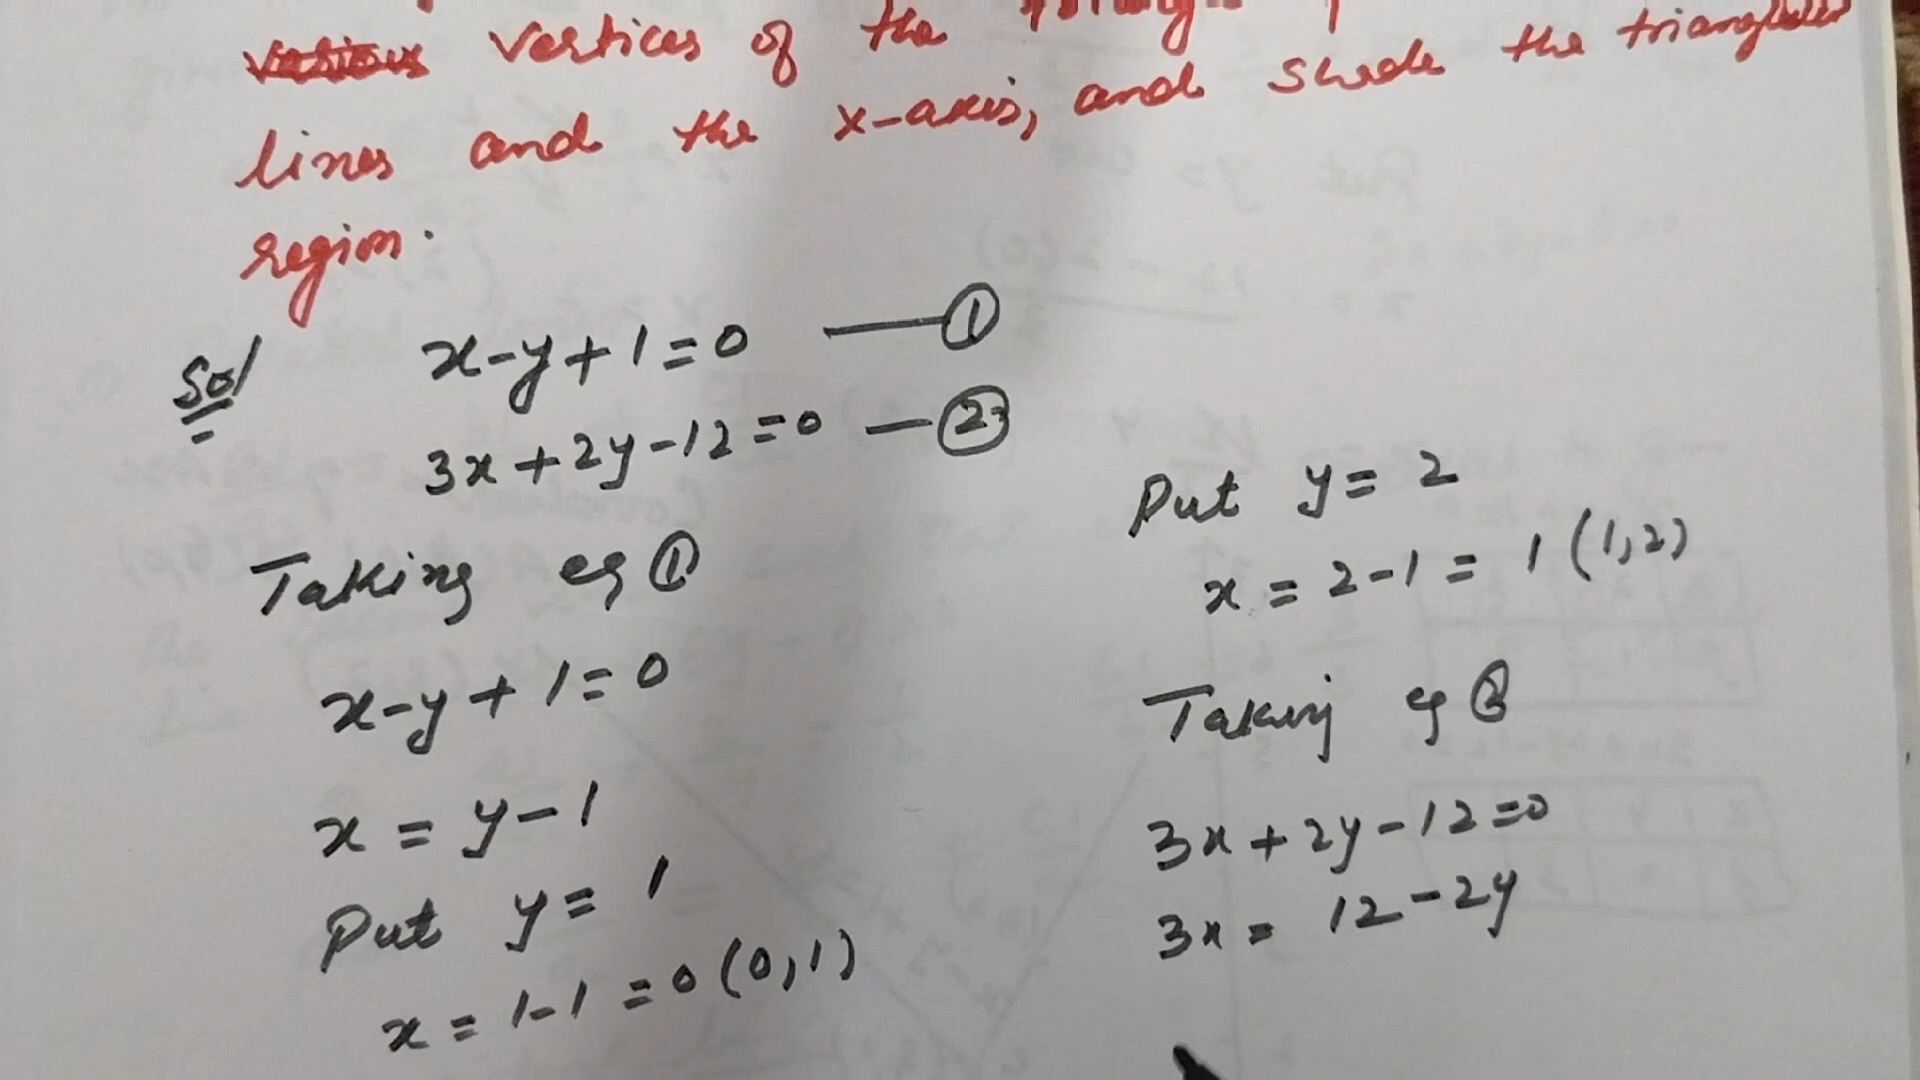 vertices of the
lines and the x-axis, and shade the
region.
Sol
x-y+1=0 —①
3x+2y-12=0 —②
Taking eq ①
x-y+1=0
x = y-1
Put y= 1
x = 1-1 =0 (0,1)
Put y= 2
x = 2-1 = 1 (1,2)
Taking eq ②
3x+2y-12=0
3x = 12-2y